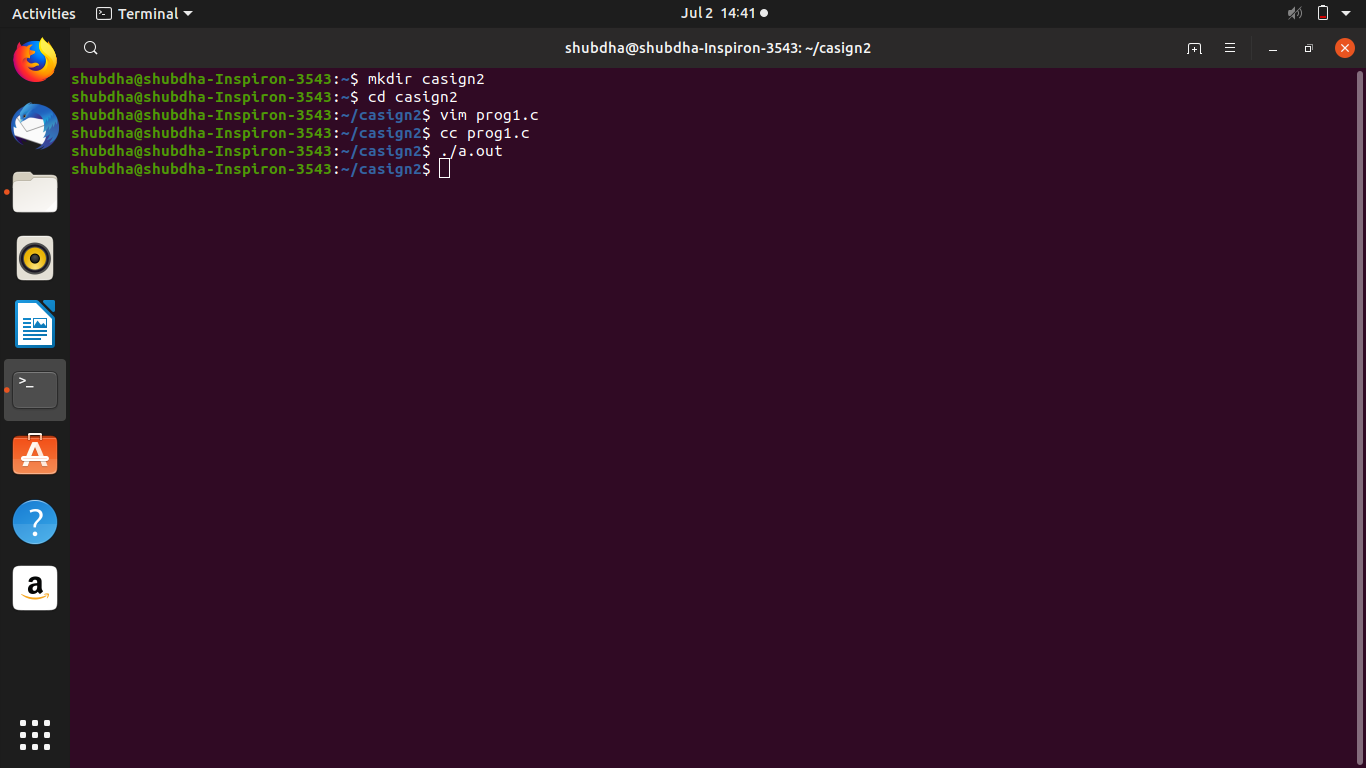 Activities
Terminal
Jul 2 14:41
shubdha@shubdha-Inspiron-3543: ~/casign2
shubdha@shubdha-Inspiron-3543:~$ mkdir casign2
shubdha@shubdha-Inspiron-3543:~$ cd casign2
shubdha@shubdha-Inspiron-3543:~/casign2$ vim prog1.c
shubdha@shubdha-Inspiron-3543:~/casign2$ cc prog1.c
shubdha@shubdha-Inspiron-3543:~/casign2$ ./a.out
shubdha@shubdha-Inspiron-3543:~/casign2$
>_
?
a